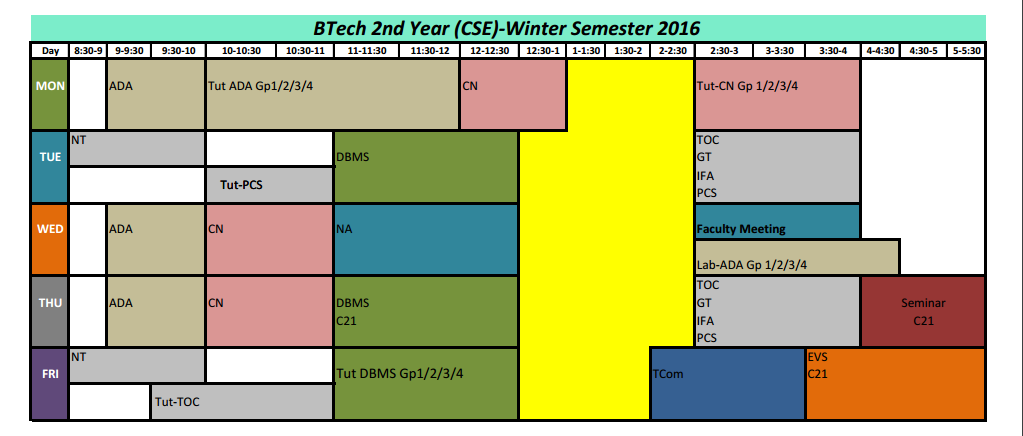 BTech 2nd Year (CSE)-Winter Semester 2016
Day 8:30-9 9-9:30 9:30-10 10-10:30 10:30-11 11-11:30 11:30-12 12-12:30 12:30-1 1-1:30 1:30-2 2-2:30 2:30-3 3-3:30 3:30-4 4-4:30 4:30-5 5-5:30
MON ADA Tut ADA Gp1/2/3/4 CN Tut-CN Gp 1/2/3/4
NT TOC
TUE DBMS GT
IFA
Tut-PCS PCS
WED ADA CN NA Faculty Meeting
Lab-ADA Gp 1/2/3/4
TOC
THU ADA CN DBMS GT Seminar
C21 IFA C21
PCS
NT EVS
FRI Tut DBMS Gp1/2/3/4 TCom C21
Tut-TOC